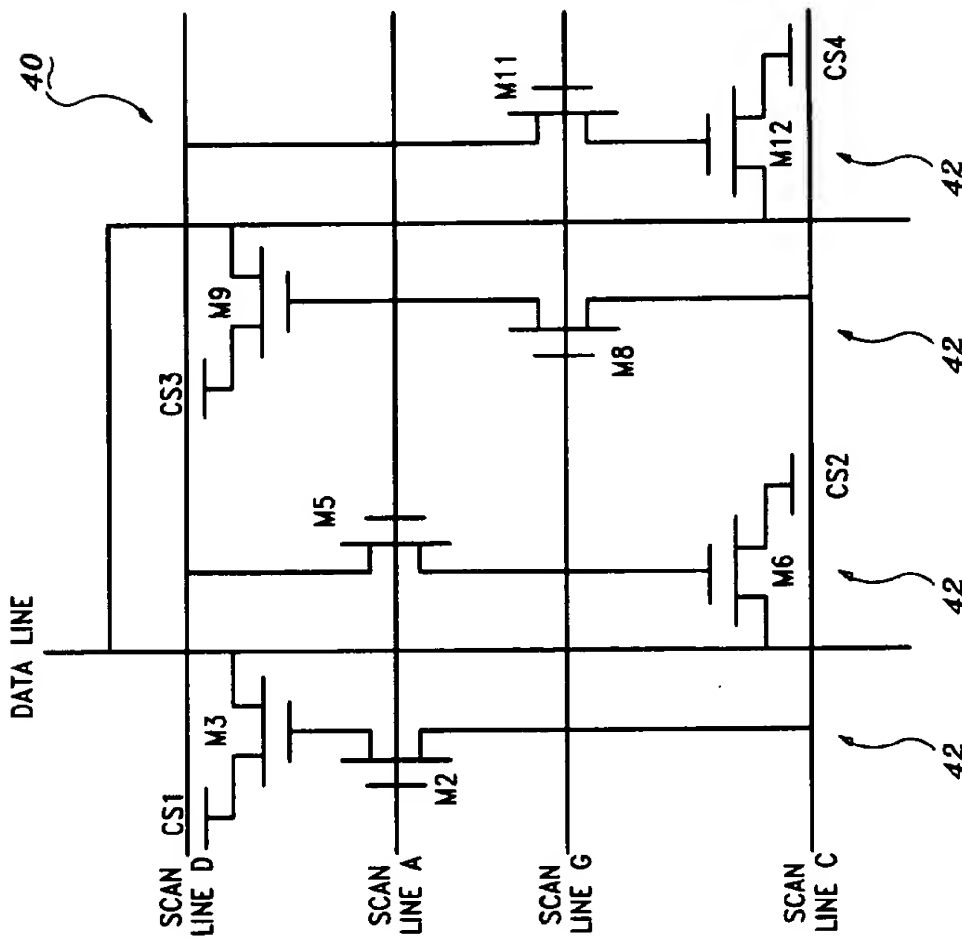 DATA LINE
40
CS1
M3
CS3
M9
SCAN
LINE D
M5
M11
SCAN
LINE A
M2
SCAN
LINE G
M8
M6
CS2
M12
CS4
SCAN
LINE C
42
42
42
42